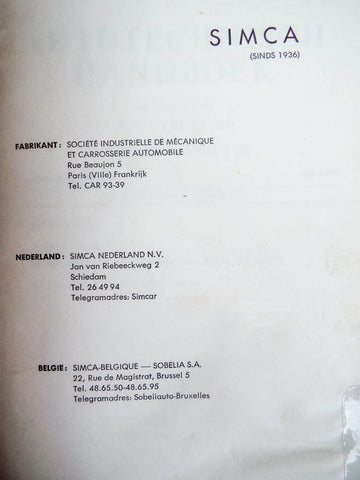 SIMCA
(SINDS 1936)
FABRIKANT: SOCIÉTÉ INDUSTRIELLE DE MÉCANIQUE
ET CARROSSERIE AUTOMOBILE
Rue Beaujon 5
Paris (VIIIe) Frankrijk
Tel. CAR 93-39
NEDERLAND: SIMCA NEDERLAND N.V.
Jan van Riebeeckweg 2
Schiedam
Tel. 26 49 94
Telegramadres: Simcar
BELGIE: SIMCA-BELGIQUE — SOBELIA S.A.
22, Rue de Magistrat, Brussel 5
Tel. 48.65.50-48.65.95
Telegramadres: Sobeliauto-Bruxelles